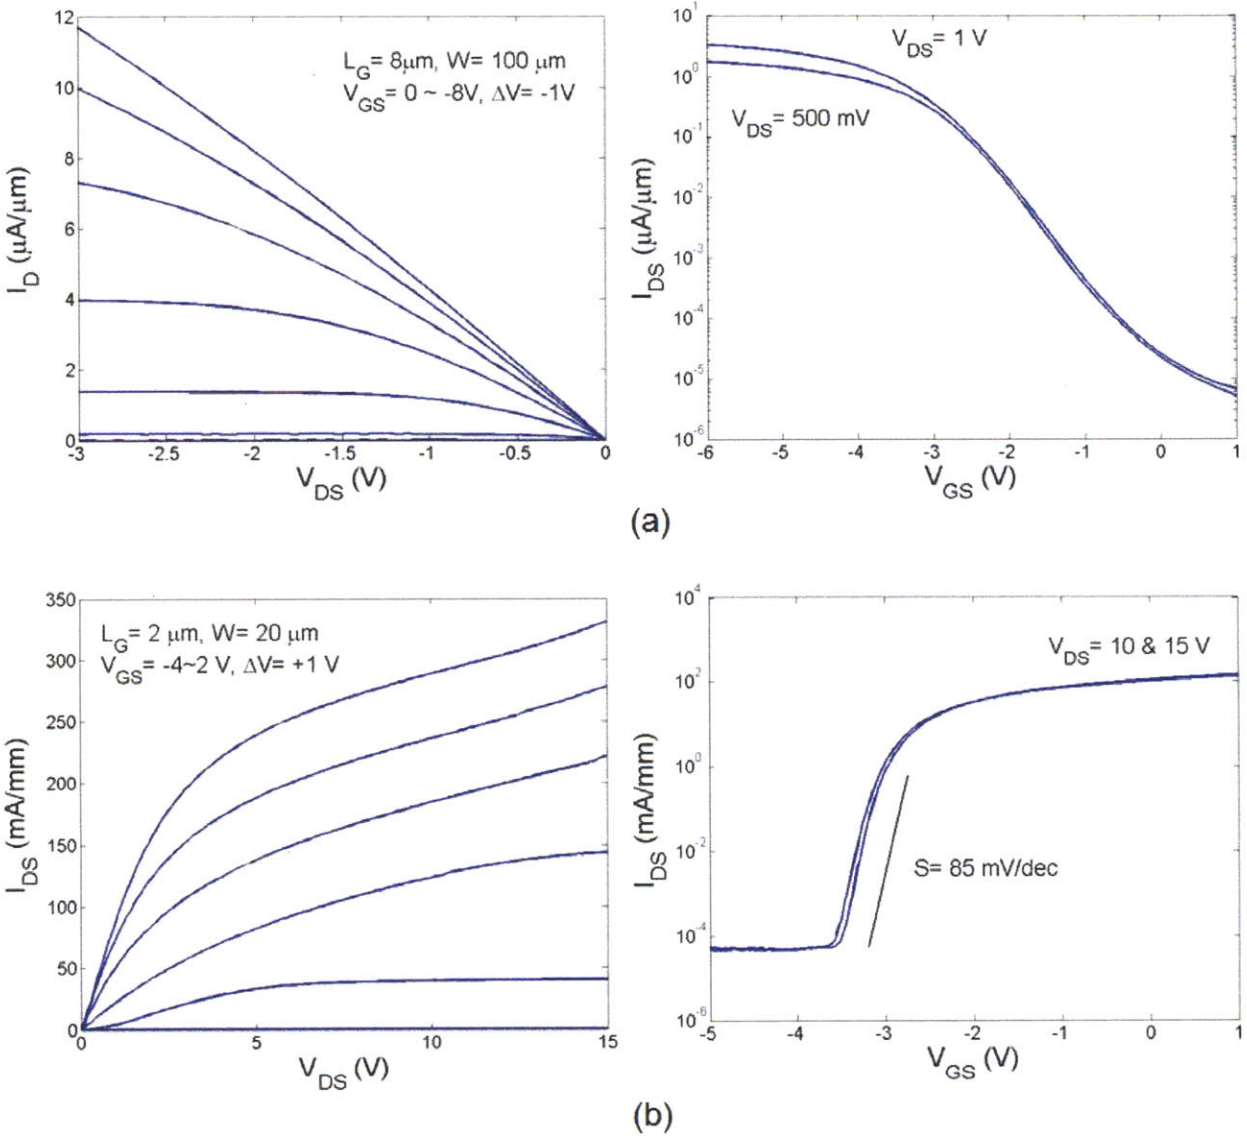 12
10
8
6
4
2
0
I_D (μA/μm)
L_G= 8μm, W= 100 μm
V_GS= 0 ~ -8V, ΔV= -1V
-3 -2.5 -2 -1.5 -1 -0.5 0
V_DS (V)
10^1
10^0
10^-1
10^-2
10^-3
10^-4
10^-5
10^-6
I_DS (μA/μm)
V_DS= 1 V
V_DS= 500 mV
-6 -5 -4 -3 -2 -1 0 1
V_GS (V)
(a)
350
300
250
200
150
100
50
0
I_DS (mA/mm)
L_G= 2 μm, W= 20 μm
V_GS= -4~2 V, ΔV= +1 V
0 5 10 15
V_DS (V)
10^4
10^2
10^0
10^-2
10^-4
10^-6
I_DS (mA/mm)
V_DS= 10 & 15 V
S= 85 mV/dec
-5 -4 -3 -2 -1 0 1
V_GS (V)
(b)